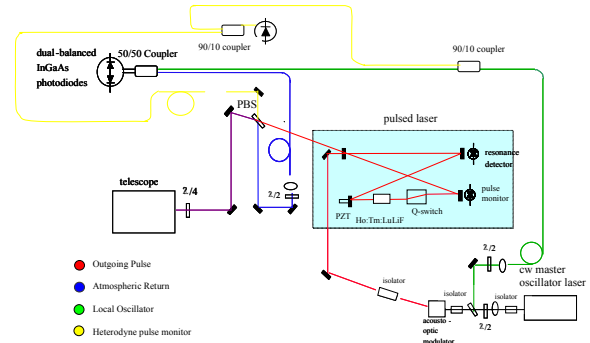 dual-balanced
InGaAs
photodiodes
50/50 Coupler
90/10 coupler
90/10 coupler
PBS
pulsed laser
resonance
detector
pulse
monitor
PZT
Ho:Tm:LuLiF
Q-switch
telescope
λ/4
λ/2
λ/2
cw master
oscillator laser
isolator
isolator
isolator
acousto-
optic
modulator
λ/2
Outgoing Pulse
Atmospheric Return
Local Oscillator
Heterodyne pulse monitor